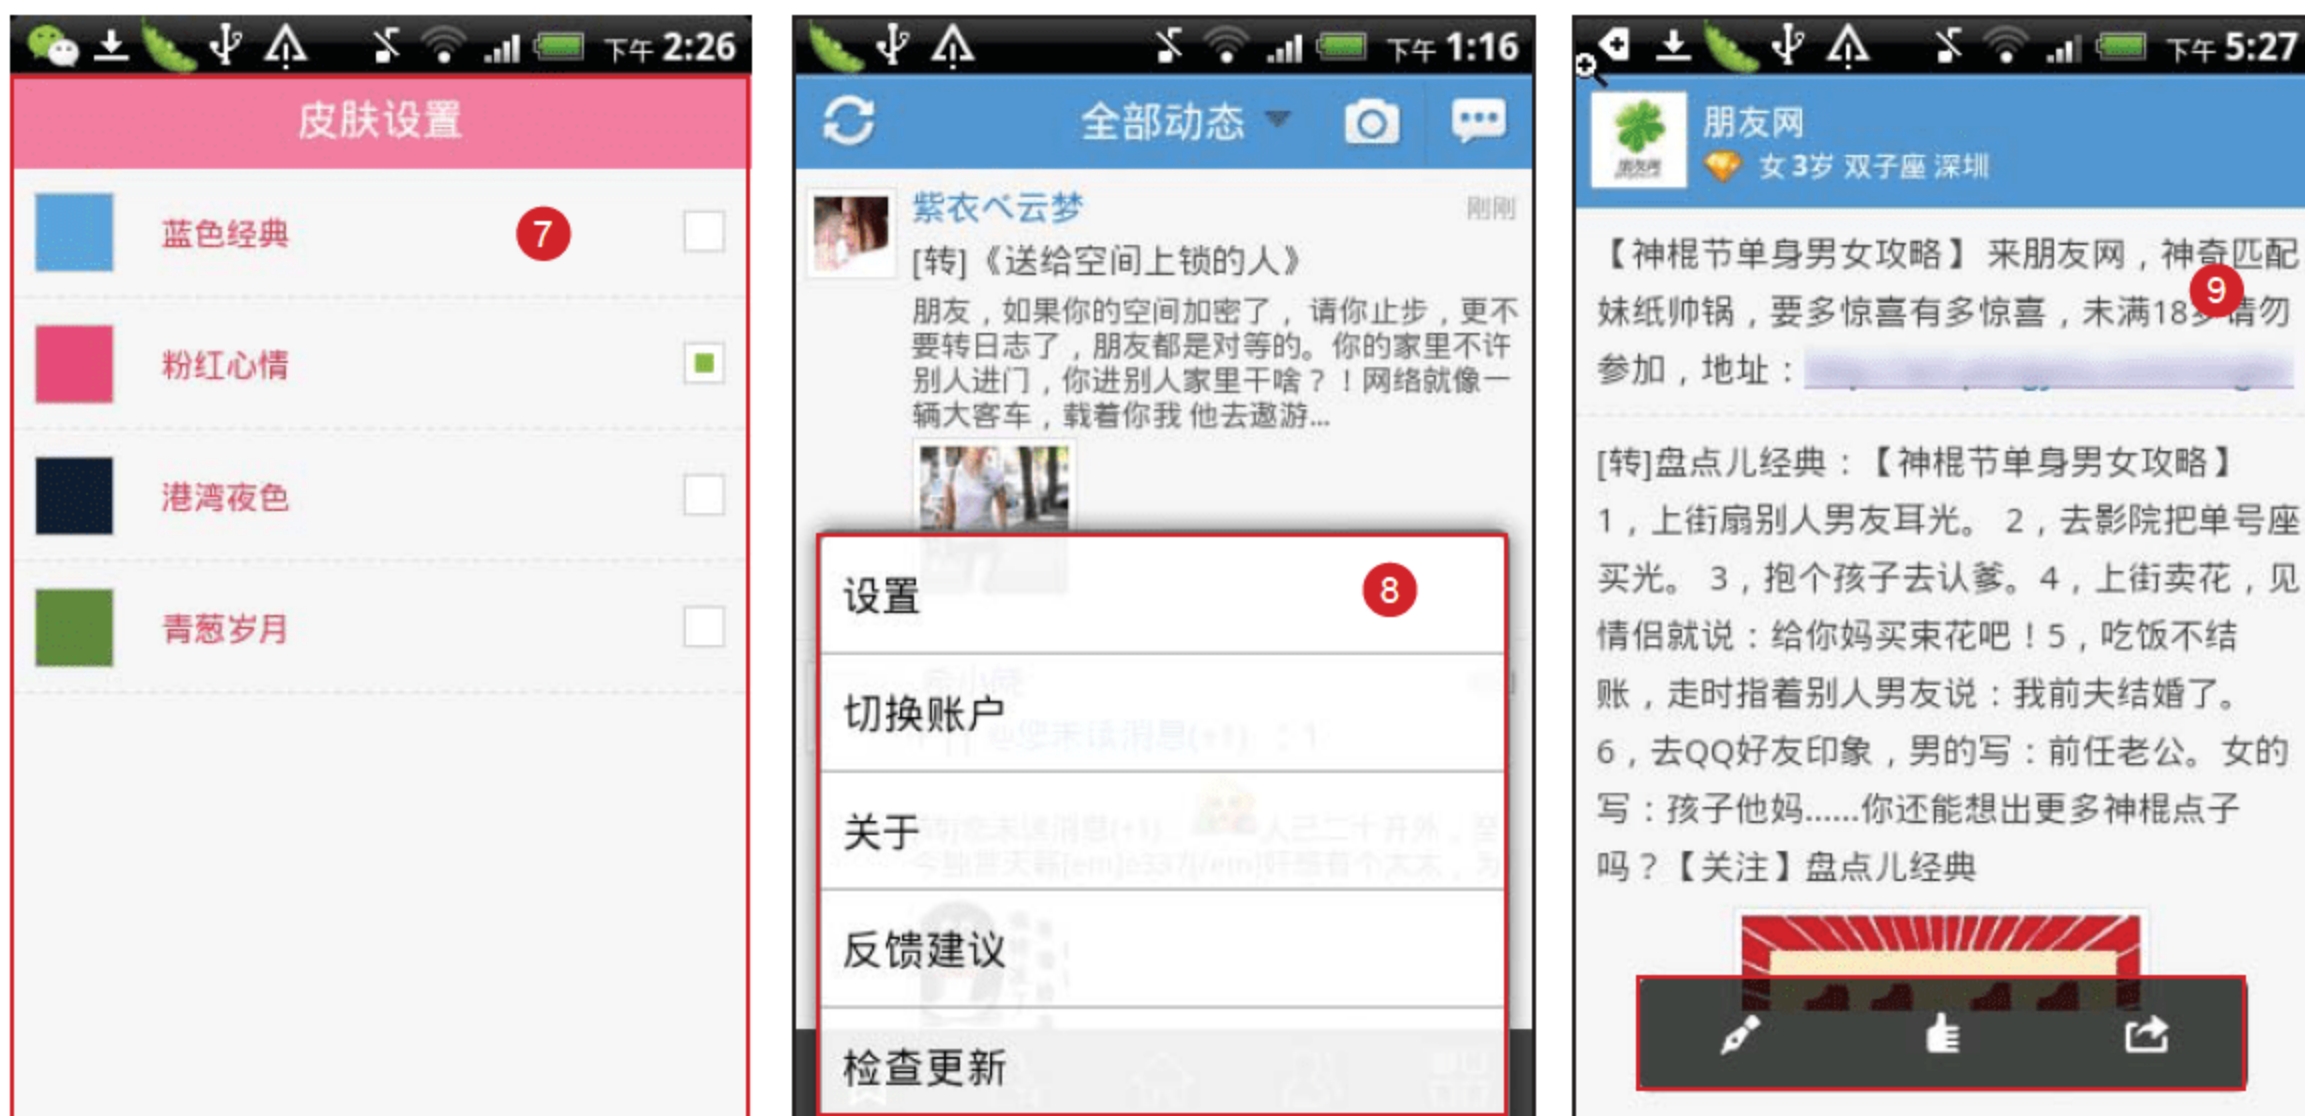 下午 2:26
皮肤设置
蓝色经典
7
粉红心情
港湾夜色
青葱岁月
下午 1:16
全部动态
紫衣べ云梦
刚刚
[转]《送给空间上锁的人》
朋友，如果你的空间加密了，请你止步，更不
要转日志了，朋友都是对等的。你的家里不许
别人进门，你进别人家里干啥？！网络就像一
辆大客车，载着你我 他去遨游...
8
设置
切换账户
@您未读消息(+1)
关于
反馈建议
检查更新
下午 5:27
朋友网
女 3岁 双子座 深圳
【神棍节单身男女攻略】 来朋友网，神奇匹配
9
妹纸帅锅，要多惊喜有多惊喜，未满18岁请勿
参加，地址：
[转]盘点儿经典：【神棍节单身男女攻略】
1，上街扇别人男友耳光。 2，去影院把单号座
买光。 3，抱个孩子去认爹。4，上街卖花，见
情侣就说：给你妈买束花吧！5，吃饭不结
账，走时指着别人男友说：我前夫结婚了。
6，去QQ好友印象，男的写：前任老公。女的
写：孩子他妈......你还能想出更多神棍点子
吗？【关注】盘点儿经典